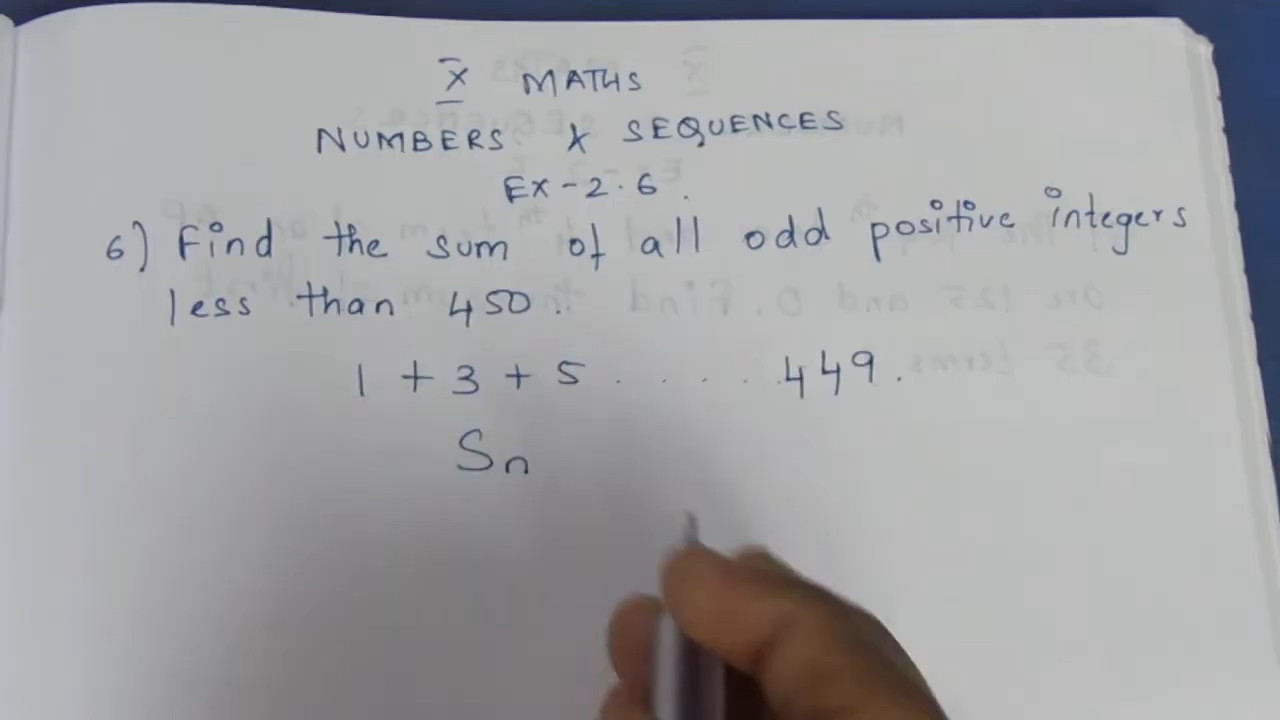 X MATHS
NUMBERS & SEQUENCES
Ex-2.6.
6) Find the sum of all odd positive integers
less than 450.
1 + 3 + 5 . . . . . 449.
Sn